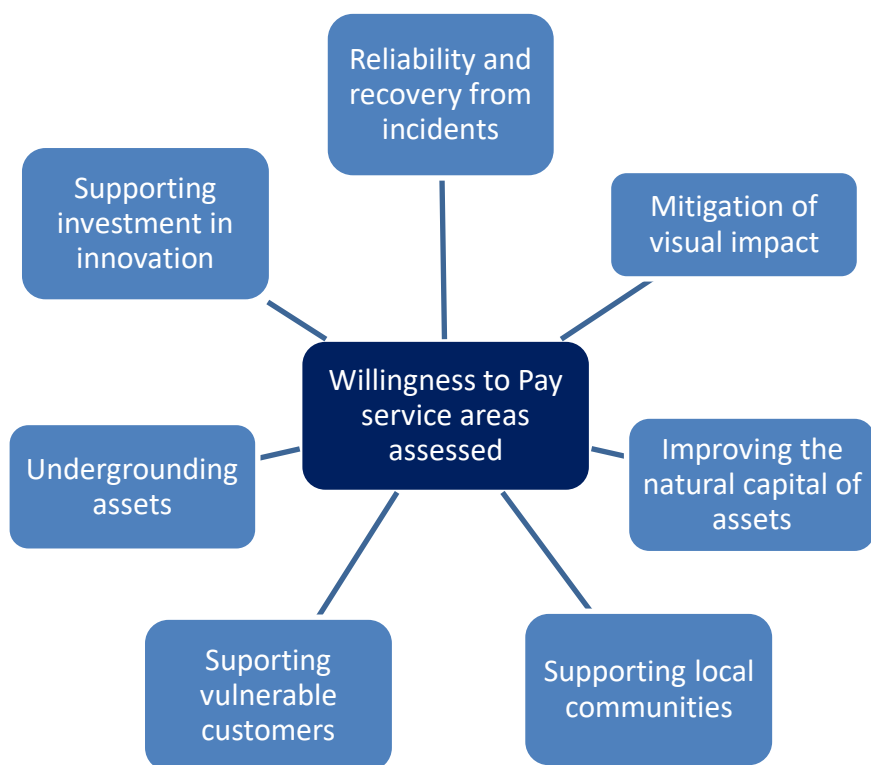 Reliability and
recovery from
incidents
Supporting
investment in
innovation
Mitigation of
visual impact
Willingness to Pay
service areas
assessed
Undergrounding
assets
Improving the
natural capital of
assets
Suporting
vulnerable
customers
Supporting local
communities